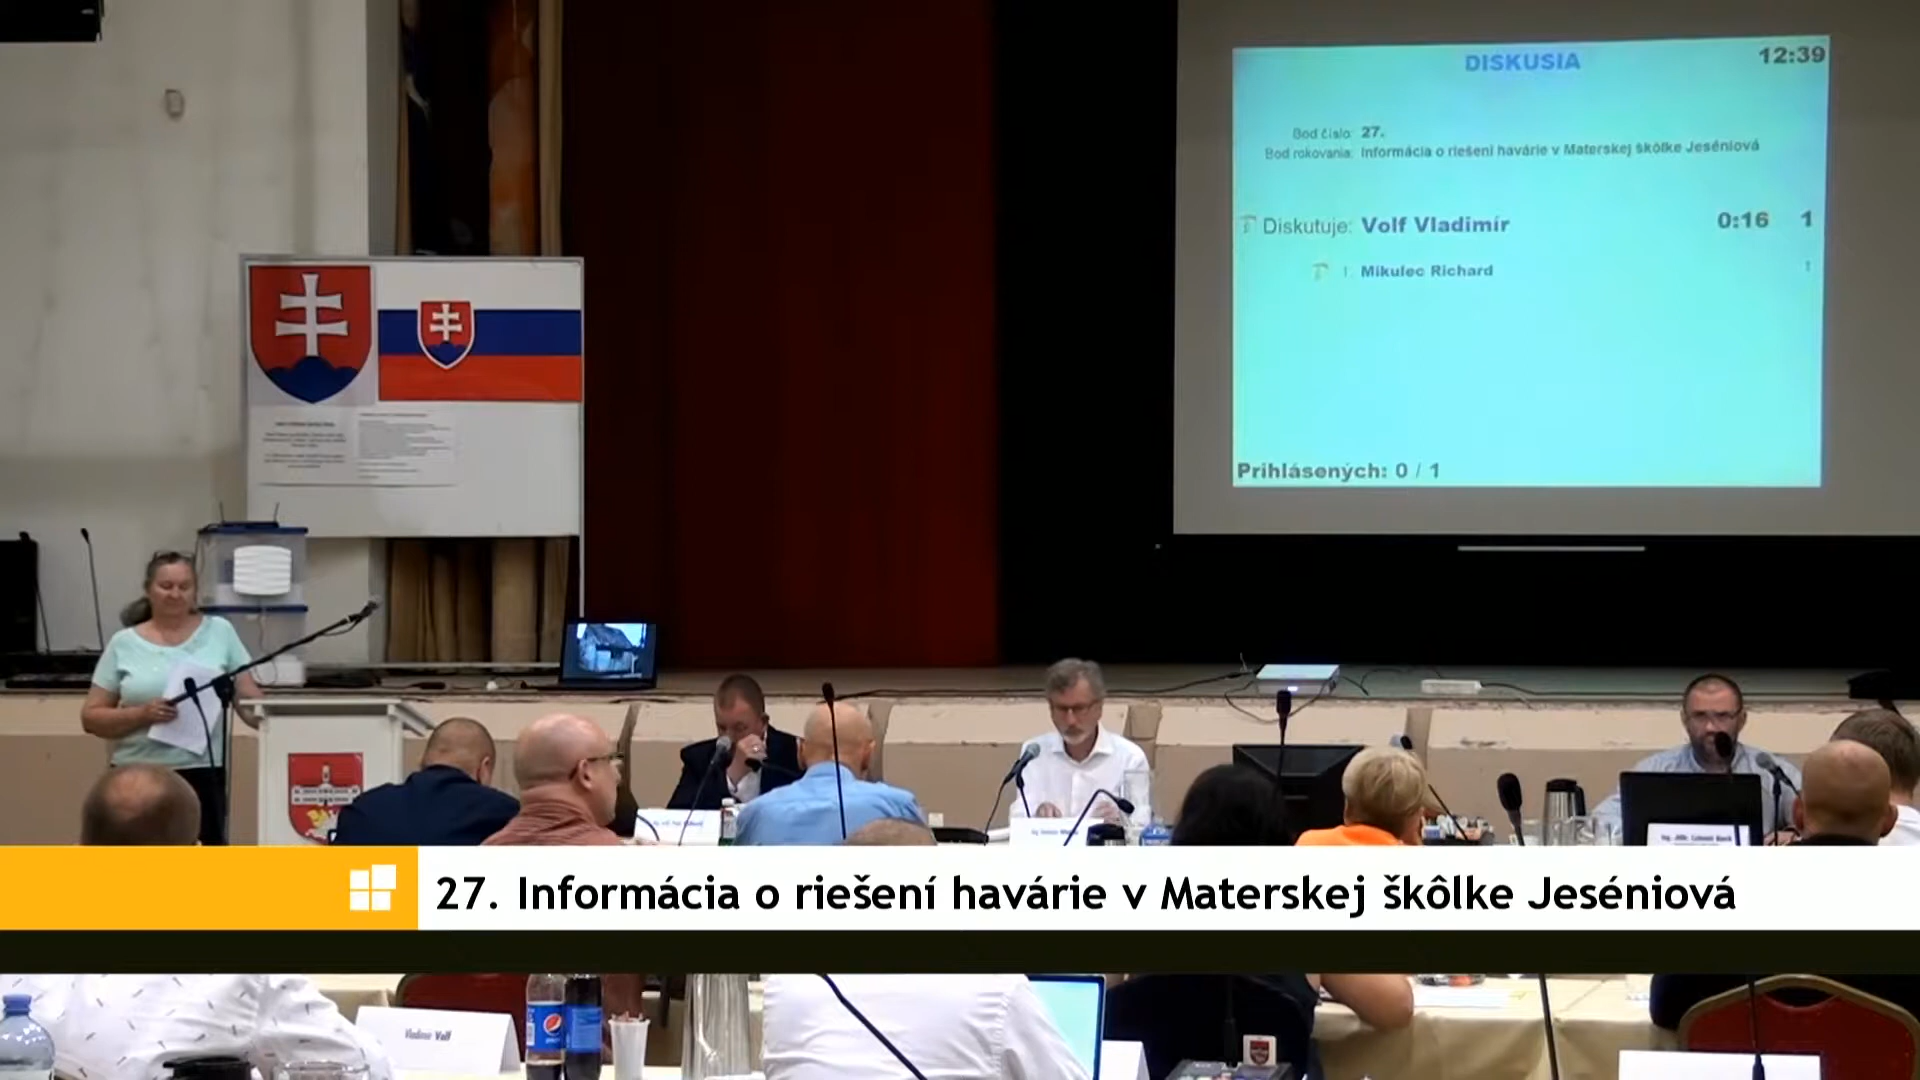 DISKUSIA
12:39
Bod číslo: 27.
Bod rokovania: Informácia o riešení havárie v Materskej škôlke Jeséniová
Diskutuje: Volf Vladimír 0:16 1
1. Mikulec Richard 1
Prihlásených: 0 / 1
27. Informácia o riešení havárie v Materskej škôlke Jeséniová
Vladimír Volf
pepsi